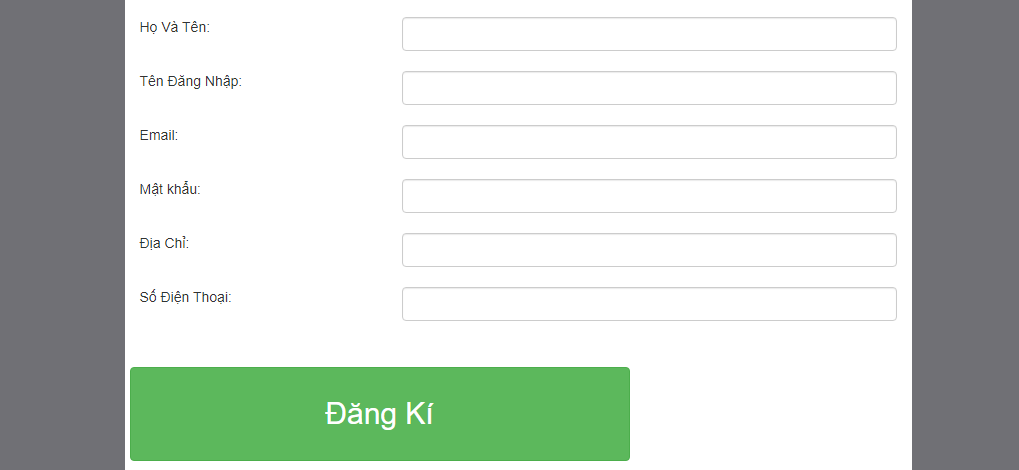 Họ Và Tên:
Tên Đăng Nhập:
Email:
Mật khẩu:
Địa Chỉ:
Số Điện Thoại:
Đăng Kí